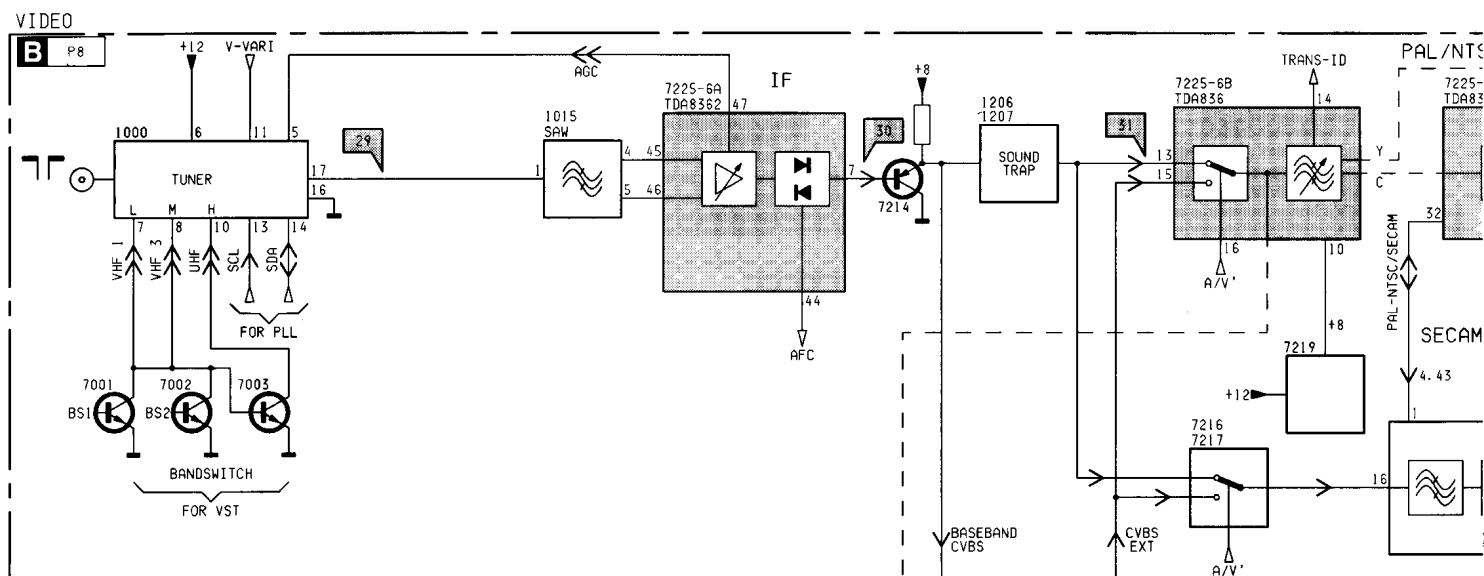 VIDEO
B P8
+12 V-VARI
AGC
IF
7225-6A
TDA8362 47
+8
1206
1207
TRANS-ID
7225-6B
TDA836 14
PAL/NTS
7225-
TDA83
1000 6 11 5
29
1015
SAW
30
31
TUNER
17
16
1
4 45
5 46
7
7214
SOUND
TRAP
13
15
Y
C
L M H
7 8 10 13 14
VHF 1
VHF 3
UHF
SCL
SDA
FOR PLL
44
AFC
16
A/V'
10
32
PAL-NTSC/SECAM
+8
SECAM
7219
+12
4.43
1
7001 7002 7003
BS1 BS2
BANDSWITCH
FOR VST
7216
7217
16
BASEBAND
CVBS
CVBS
EXT
A/V'